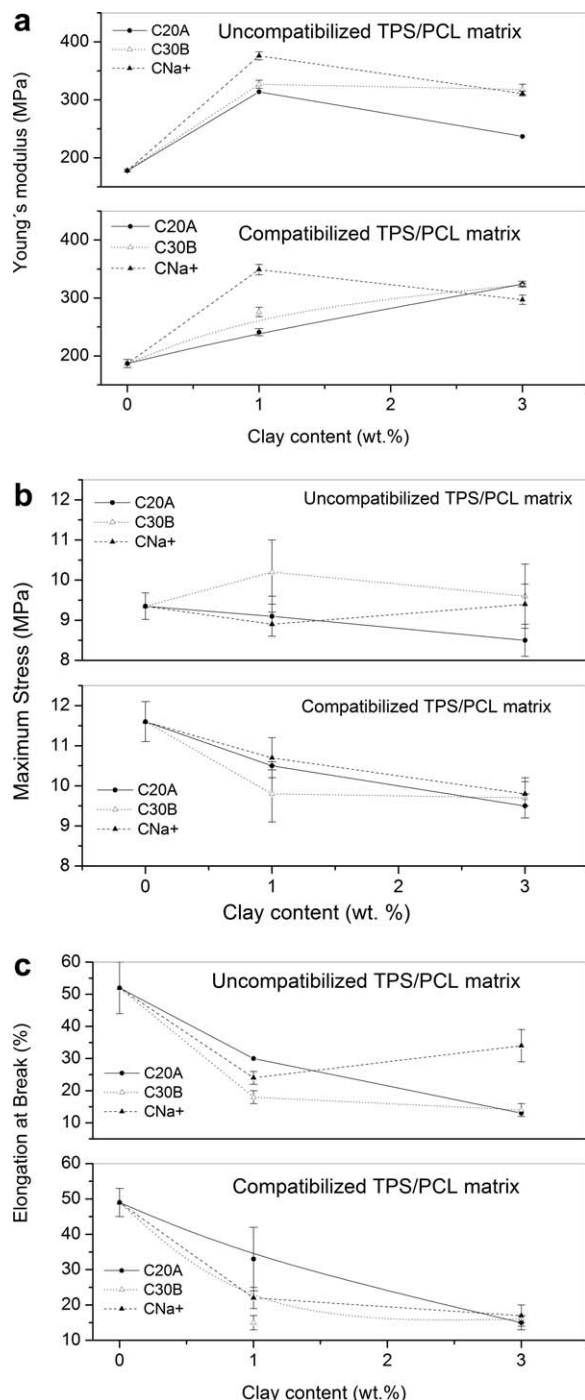 a
C20A
C30B
CNa+
Uncompatibilized TPS/PCL matrix
400
300
200
Young´s modulus (MPa)
C20A
C30B
CNa+
Compatibilized TPS/PCL matrix
400
300
200
0 1 2 3
Clay content (wt.%)
b
C20A
C30B
CNa+
Uncompatibilized TPS/PCL matrix
12
11
10
9
8
Maximum Stress (MPa)
Compatibilized TPS/PCL matrix
12
11
10
9
8
C20A
C30B
CNa+
0 1 2 3
Clay content (wt. %)
c
Uncompatibilized TPS/PCL matrix
60
50
40
30
20
10
C20A
C30B
CNa+
Elongation at Break (%)
Compatibilized TPS/PCL matrix
60
50
40
30
20
10
C20A
C30B
CNa+
0 1 2 3
Clay content (wt.%)